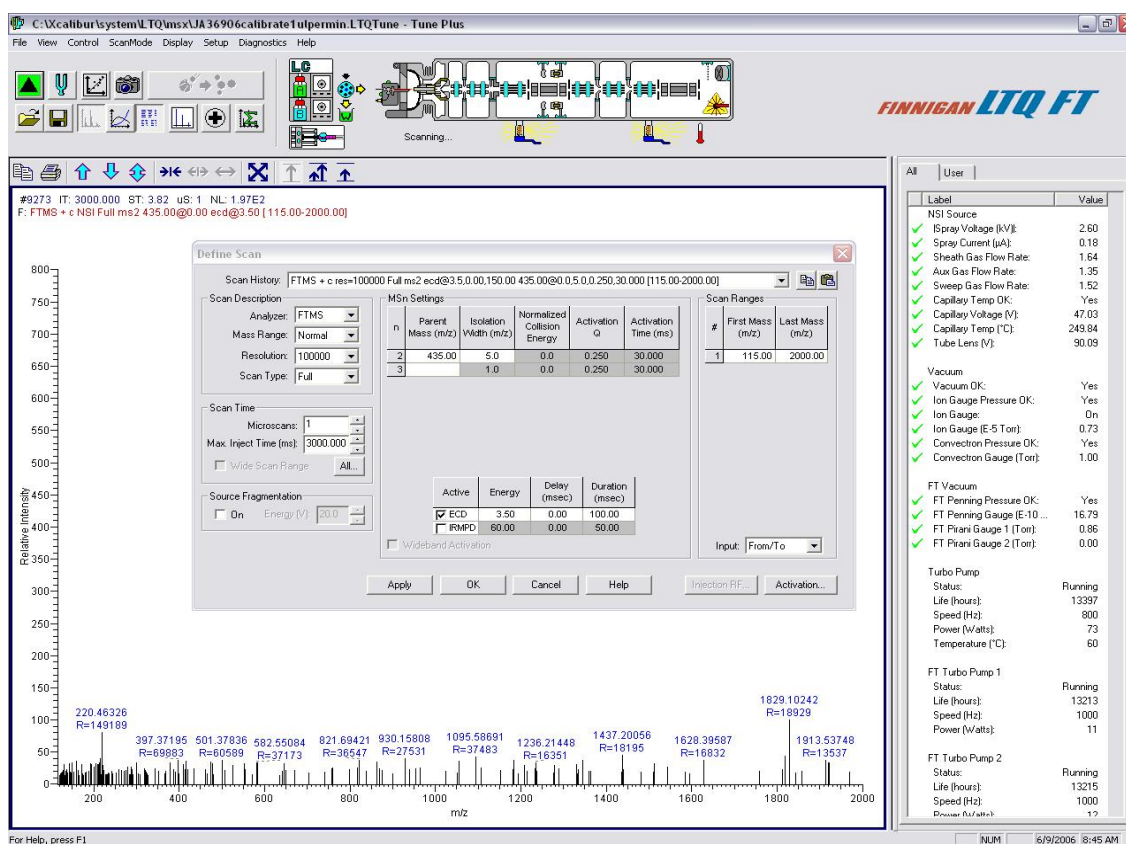 C:\Xcalibur\system\LTQ\msx\JA36906calibrate1ulpermin.LTQTune - Tune Plus
File View Control ScanMode Display Setup Diagnostics Help
LC
Scanning...
FINNIGAN LTQ FT
#9273 IT: 3000.000 ST: 3.82 uS: 1 NL: 1.97E2
F: FTMS + c NSI Full ms2 435.00@0.00 ecd@3.50 [ 115.00-2000.00]
Define Scan
Scan History: FTMS + c res=100000 Full ms2 ecd@3.5,0.00,150.00 435.00@0.0,5.0,0.250,30.000 [115.00-2000.00]
Scan Description
Analyzer: FTMS
Mass Range: Normal
Resolution: 100000
Scan Type: Full
Scan Time
Microscans: 1
Max. Inject Time (ms): 3000.000
Wide Scan Range All...
Source Fragmentation
On Energy (V): 20.0
MSn Settings
n Parent Mass (m/z) Isolation Width (m/z) Normalized Collision Energy Activation Q Activation Time (ms)
2 435.00 5.0 0.0 0.250 30.000
3 1.0 0.0 0.250 30.000
Active Energy Delay (msec) Duration (msec)
ECD 3.50 0.00 100.00
IRMPD 60.00 0.00 50.00
Wideband Activation
Scan Ranges
# First Mass (m/z) Last Mass (m/z)
1 115.00 2000.00
Input: From/To
Apply OK Cancel Help Injection RF... Activation...
Relative Intensity
800
750
700
650
600
550
500
450
400
350
300
250
200
150
100
50
0
220.46326
R=149189
397.37195
R=69883
501.37836
R=60589
582.55084
R=37173
821.69421
R=36547
930.15808
R=27531
1095.58691
R=37483
1236.21448
R=16351
1437.20056
R=18195
1628.39587
R=16832
1829.10242
R=18929
1913.53748
R=13537
200 400 600 800 1000 1200 1400 1600 1800 2000
m/z
All User
Label Value
NSI Source
ISpray Voltage (kV)|: 2.60
Spray Current (µA): 0.18
Sheath Gas Flow Rate: 1.64
Aux Gas Flow Rate: 1.35
Sweep Gas Flow Rate: 1.52
Capillary Temp OK: Yes
Capillary Voltage (V): 47.03
Capillary Temp (°C): 249.84
Tube Lens (V): 90.09
Vacuum
Vacuum OK: Yes
Ion Gauge Pressure OK: Yes
Ion Gauge: On
Ion Gauge (E-5 Torr): 0.73
Convectron Pressure OK: Yes
Convectron Gauge (Torr): 1.00
FT Vacuum
FT Penning Pressure OK: Yes
FT Penning Gauge (E-10 ... 16.79
FT Pirani Gauge 1 (Torr): 0.86
FT Pirani Gauge 2 (Torr): 0.00
Turbo Pump
Status: Running
Life (hours): 13397
Speed (Hz): 800
Power (Watts): 73
Temperature (°C): 60
FT Turbo Pump 1
Status: Running
Life (hours): 13213
Speed (Hz): 1000
Power (Watts): 11
FT Turbo Pump 2
Status: Running
Life (hours): 13215
Speed (Hz): 1000
Power (Watts): 12
For Help, press F1
NUM 6/9/2006 8:45 AM